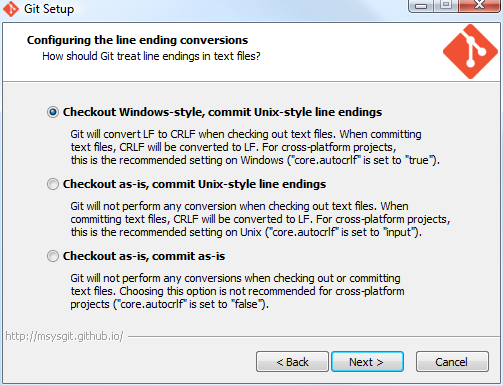 Git Setup
Configuring the line ending conversions
How should Git treat line endings in text files?
Checkout Windows-style, commit Unix-style line endings
Git will convert LF to CRLF when checking out text files. When committing
text files, CRLF will be converted to LF. For cross-platform projects,
this is the recommended setting on Windows ("core.autocrlf" is set to "true").
Checkout as-is, commit Unix-style line endings
Git will not perform any conversion when checking out text files. When
committing text files, CRLF will be converted to LF. For cross-platform projects,
this is the recommended setting on Unix ("core.autocrlf" is set to "input").
Checkout as-is, commit as-is
Git will not perform any conversions when checking out or committing
text files. Choosing this option is not recommended for cross-platform
projects ("core.autocrlf" is set to "false").
http://msysgit.github.io/
< Back
Next >
Cancel